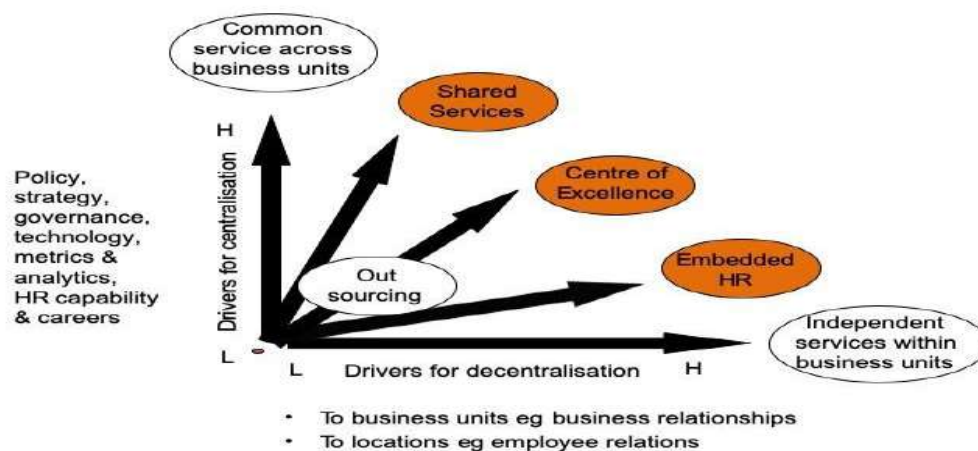 Common
service across
business units
Shared
Services
H
Centre of
Excellence
Policy,
strategy,
governance,
technology,
metrics &
analytics,
HR capability
& careers
Drivers for centralisation
Out
sourcing
Embedded
HR
Independent
services within
business units
L
L
Drivers for decentralisation
H
• To business units eg business relationships
• To locations eg employee relations